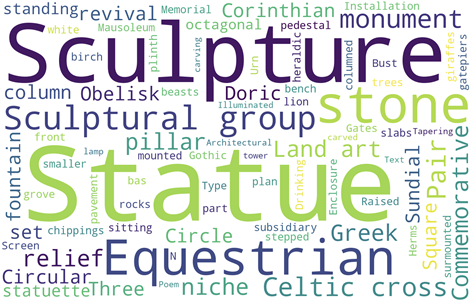 standing revival Mausoleum Memorial Corinthian Installation monument
white octagonal plinth Urn carving heraldic pedestal columned Bust giraffes gatepiers
Sculpture
birch beasts
column Obelisk Illuminated Doric lion bench trees stone
Sculptural group slabs
fountain front lamp pillar Architectural Gates carved Tapering Commemorative
smaller mounted Gothic tower Land art Text
Statue
grove pavement bas Type plan Drinking Enclosure Raised Sundial Pair
rocks part Herms
set chippings sitting Circle subsidiary stepped Greek Square surmounted
Screen relief Equestrian
Circular N
statuette Three Poem niche Celtic cross